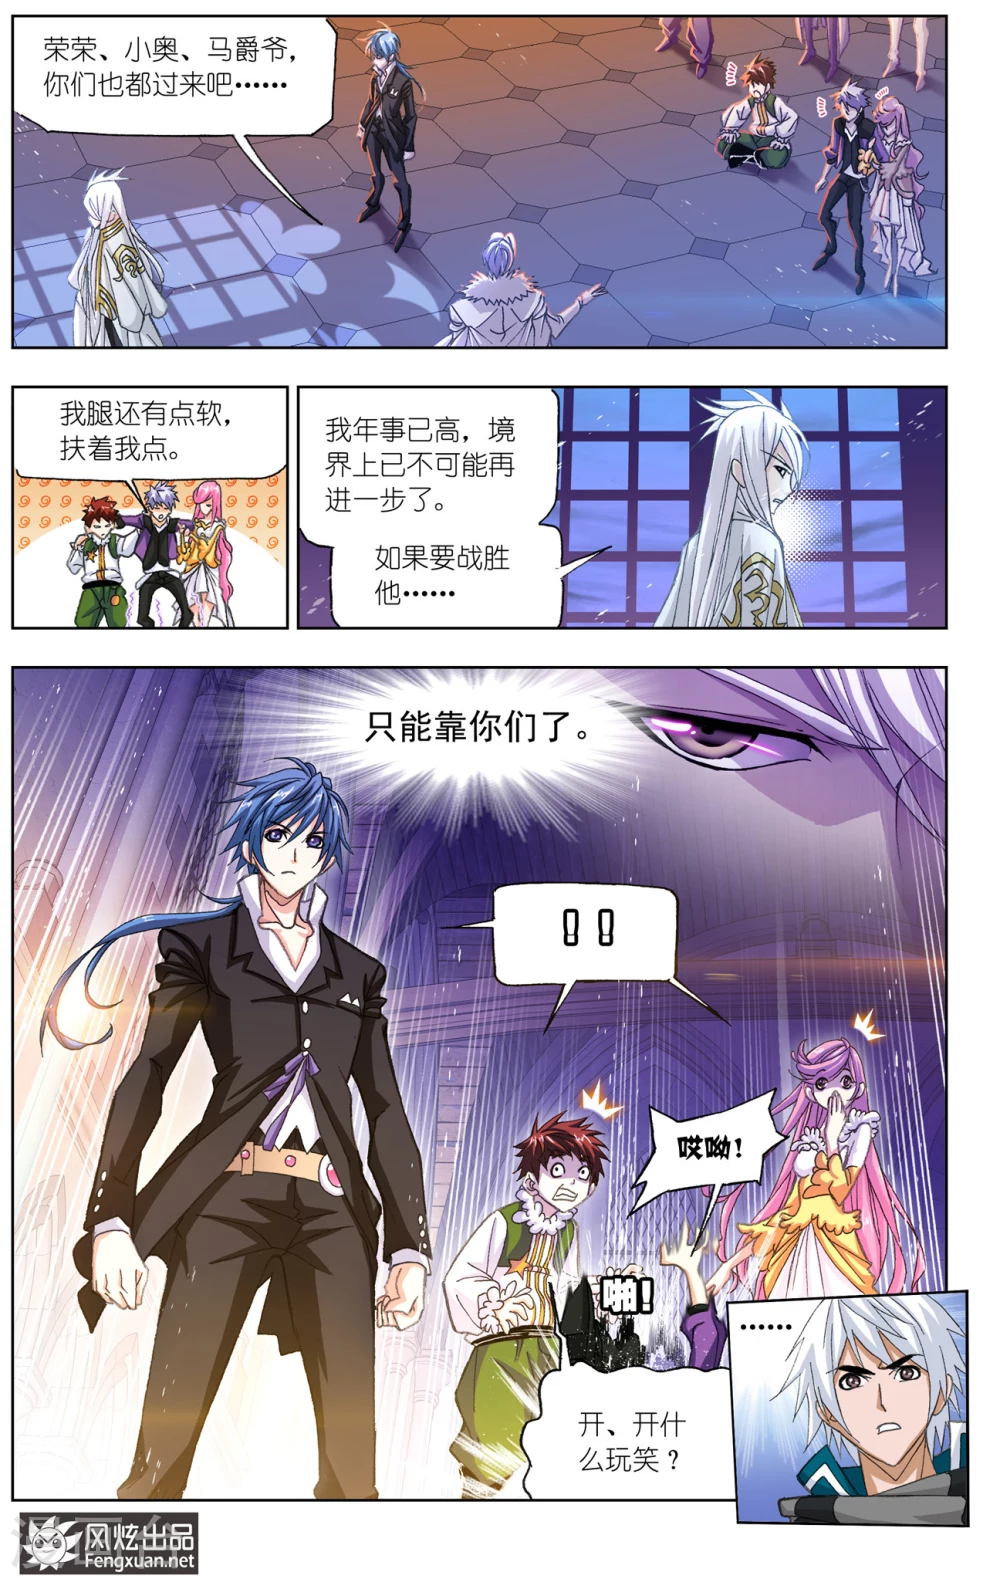 荣荣、小奥、马爵爷，
你们也都过来吧……
我腿还有点软，
扶着我点。
我年事已高，境
界上已不可能再
进一步了。
如果要战胜
他……
只能靠你们了。
！！
哎呦！
啪！
开、开什
么玩笑？
……
风炫出品
Fengxuan.net